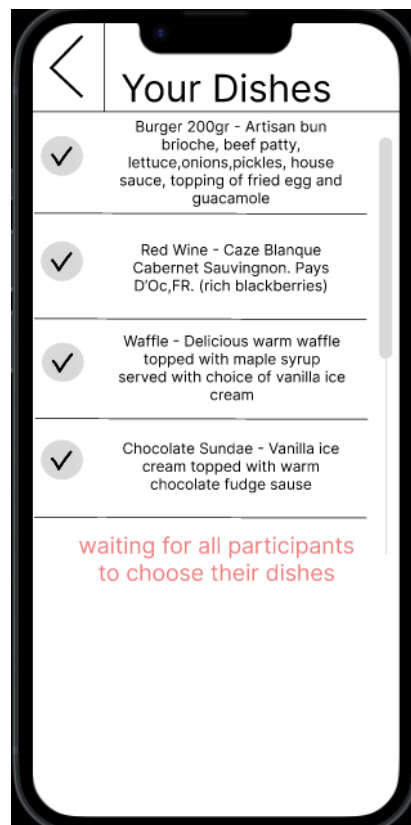 Your Dishes
Burger 200gr - Artisan bun
brioche, beef patty,
lettuce,onions,pickles, house
sauce, topping of fried egg and
guacamole
Red Wine - Caze Blanque
Cabernet Sauvingnon. Pays
D'Oc,FR. (rich blackberries)
Waffle - Delicious warm waffle
topped with maple syrup
served with choice of vanilla ice
cream
Chocolate Sundae - Vanilla ice
cream topped with warm
chocolate fudge sause
waiting for all participants
to choose their dishes